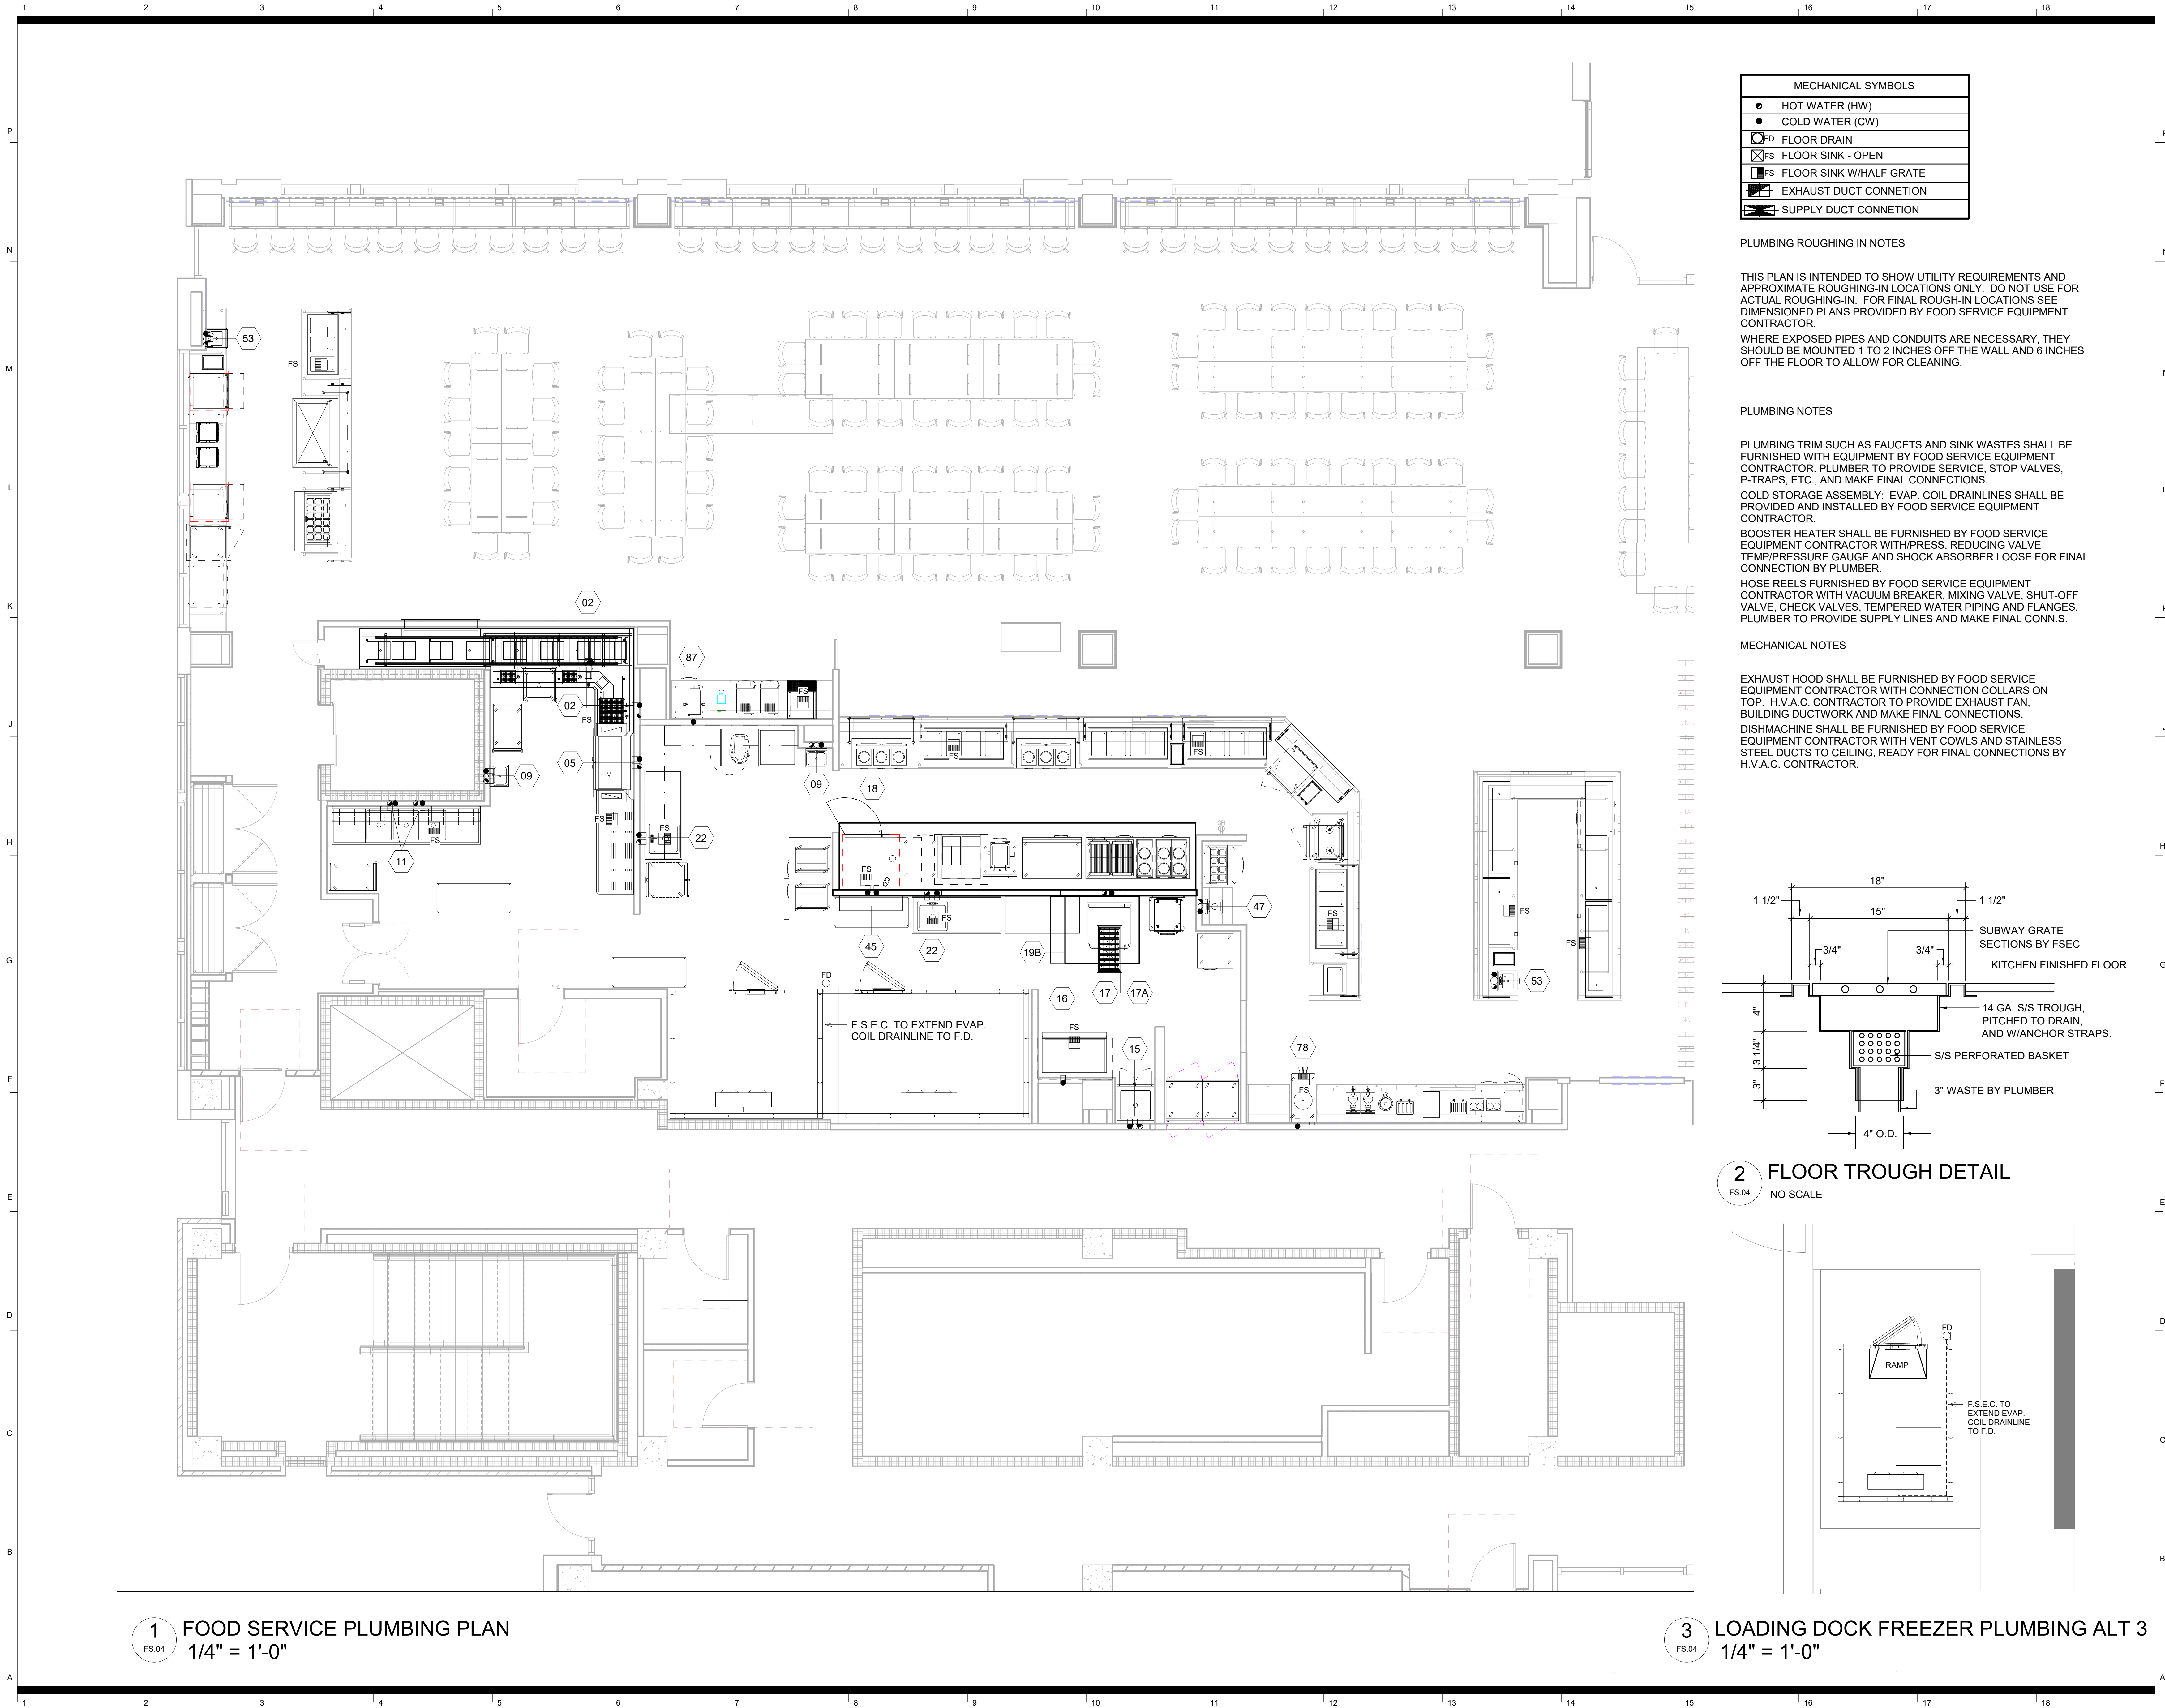 1 2 3 4 5 6 7 8 9 10 11 12 13 14 15 16 17 18
P
N
M
L
K
J
H
G
F
E
D
C
B
A
MECHANICAL SYMBOLS
HOT WATER (HW)
COLD WATER (CW)
FD FLOOR DRAIN
FS FLOOR SINK - OPEN
FS FLOOR SINK W/HALF GRATE
EXHAUST DUCT CONNETION
SUPPLY DUCT CONNETION
PLUMBING ROUGHING IN NOTES
THIS PLAN IS INTENDED TO SHOW UTILITY REQUIREMENTS AND
APPROXIMATE ROUGHING-IN LOCATIONS ONLY. DO NOT USE FOR
ACTUAL ROUGHING-IN. FOR FINAL ROUGH-IN LOCATIONS SEE
DIMENSIONED PLANS PROVIDED BY FOOD SERVICE EQUIPMENT
CONTRACTOR.
WHERE EXPOSED PIPES AND CONDUITS ARE NECESSARY, THEY
SHOULD BE MOUNTED 1 TO 2 INCHES OFF THE WALL AND 6 INCHES
OFF THE FLOOR TO ALLOW FOR CLEANING.
PLUMBING NOTES
PLUMBING TRIM SUCH AS FAUCETS AND SINK WASTES SHALL BE
FURNISHED WITH EQUIPMENT BY FOOD SERVICE EQUIPMENT
CONTRACTOR. PLUMBER TO PROVIDE SERVICE, STOP VALVES,
P-TRAPS, ETC., AND MAKE FINAL CONNECTIONS.
COLD STORAGE ASSEMBLY: EVAP. COIL DRAINLINES SHALL BE
PROVIDED AND INSTALLED BY FOOD SERVICE EQUIPMENT
CONTRACTOR.
BOOSTER HEATER SHALL BE FURNISHED BY FOOD SERVICE
EQUIPMENT CONTRACTOR WITH/PRESS. REDUCING VALVE
TEMP/PRESSURE GAUGE AND SHOCK ABSORBER LOOSE FOR FINAL
CONNECTION BY PLUMBER.
HOSE REELS FURNISHED BY FOOD SERVICE EQUIPMENT
CONTRACTOR WITH VACUUM BREAKER, MIXING VALVE, SHUT-OFF
VALVE, CHECK VALVES, TEMPERED WATER PIPING AND FLANGES.
PLUMBER TO PROVIDE SUPPLY LINES AND MAKE FINAL CONN.S.
MECHANICAL NOTES
EXHAUST HOOD SHALL BE FURNISHED BY FOOD SERVICE
EQUIPMENT CONTRACTOR WITH CONNECTION COLLARS ON
TOP. H.V.A.C. CONTRACTOR TO PROVIDE EXHAUST FAN,
BUILDING DUCTWORK AND MAKE FINAL CONNECTIONS.
DISHMACHINE SHALL BE FURNISHED BY FOOD SERVICE
EQUIPMENT CONTRACTOR WITH VENT COWLS AND STAINLESS
STEEL DUCTS TO CEILING, READY FOR FINAL CONNECTIONS BY
H.V.A.C. CONTRACTOR.
53
FS
02
87
FS
02
FS
05
09
09
FS
FS
18
FS
FS
22
FS
11
FS
45
FS
22
47
FS
FS
FS
19B
17
17A
53
FD
F.S.E.C. TO EXTEND EVAP.
COIL DRAINLINE TO F.D.
16
FS
15
78
FS
18"
1 1/2"
15"
1 1/2"
3/4"
3/4"
SUBWAY GRATE
SECTIONS BY FSEC
KITCHEN FINISHED FLOOR
4"
3 1/4"
3"
14 GA. S/S TROUGH,
PITCHED TO DRAIN,
AND W/ANCHOR STRAPS.
S/S PERFORATED BASKET
3" WASTE BY PLUMBER
4" O.D.
2 FLOOR TROUGH DETAIL
FS.04 NO SCALE
FD
RAMP
F.S.E.C. TO
EXTEND EVAP.
COIL DRAINLINE
TO F.D.
1 FOOD SERVICE PLUMBING PLAN
FS.04 1/4" = 1'-0"
3 LOADING DOCK FREEZER PLUMBING ALT 3
FS.04 1/4" = 1'-0"
P
N
M
L
K
J
H
G
F
E
D
C
B
A
1 2 3 4 5 6 7 8 9 10 11 12 13 14 15 16 17 18